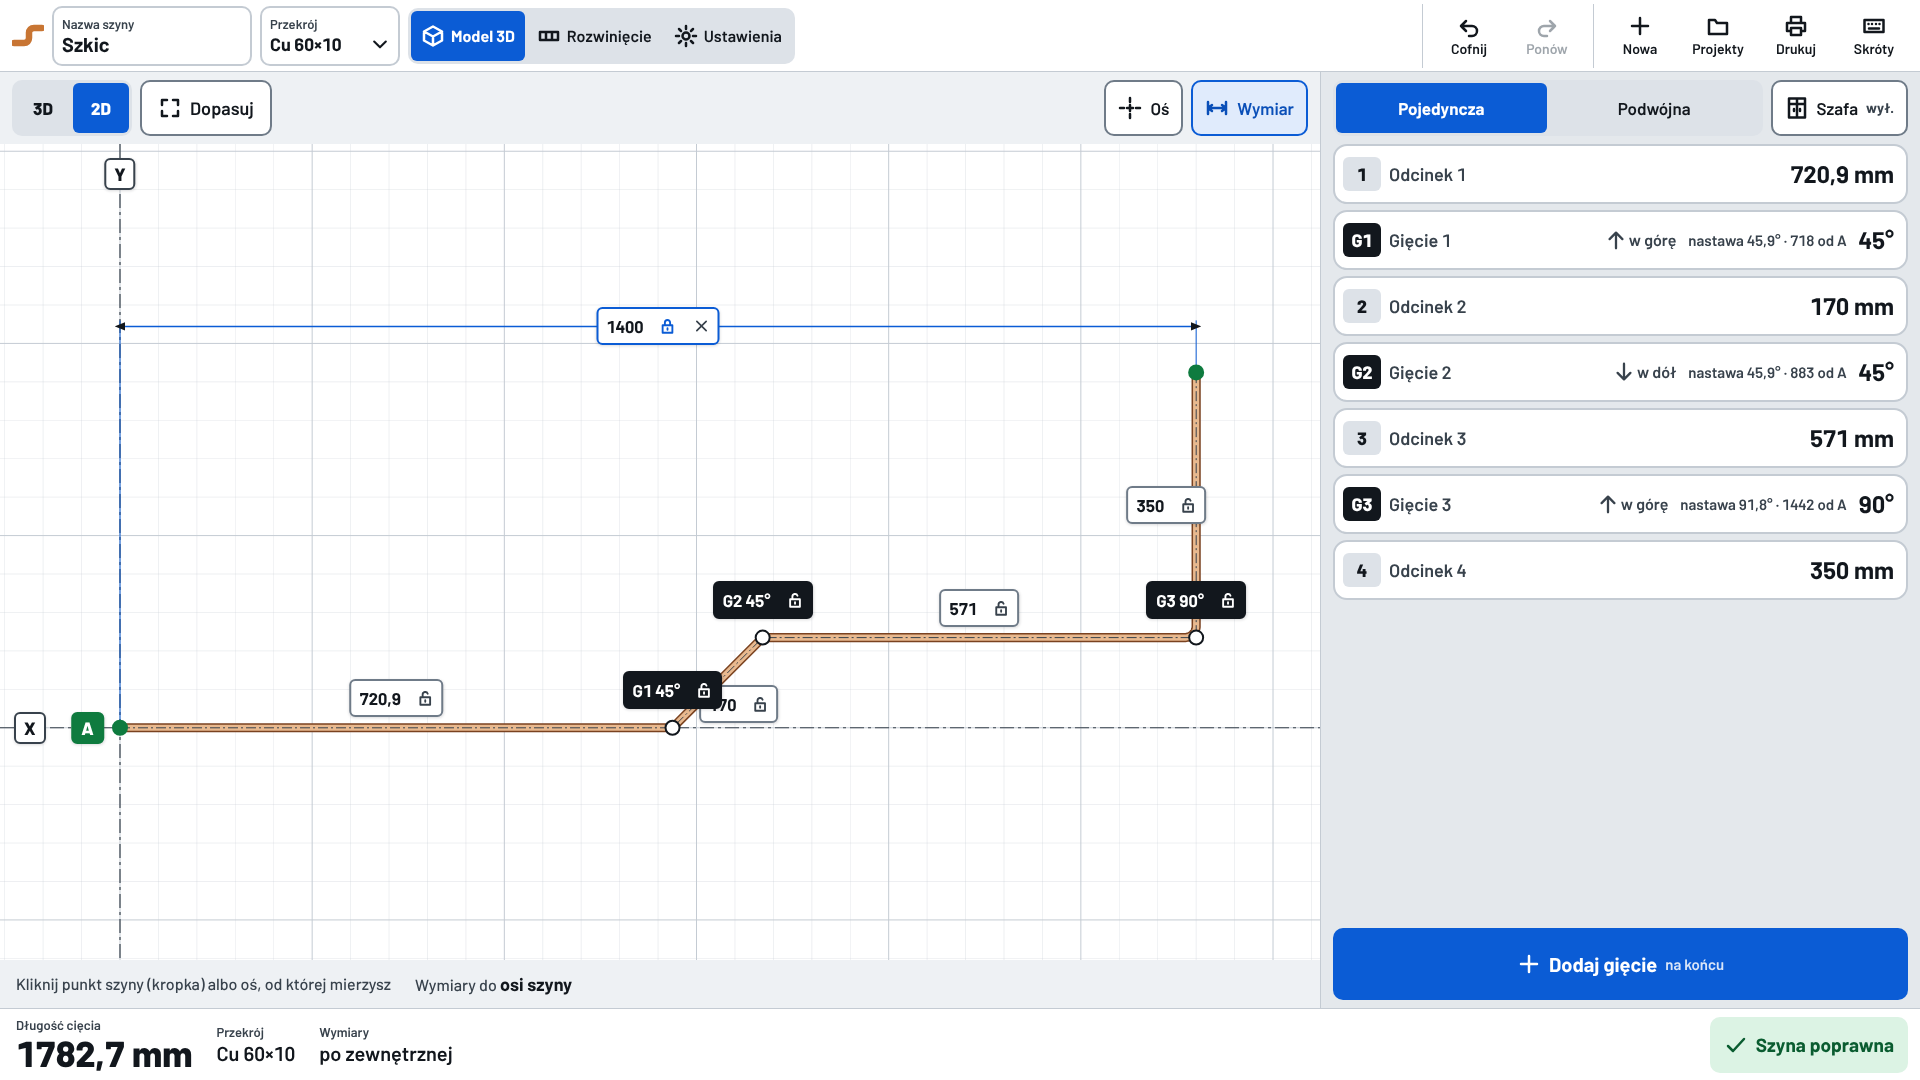 Nazwa szyny
Szkic
Przekrój
Cu 60×10
Model 3D
Rozwinięcie
Ustawienia
Cofnij
Ponów
Nowa
Projekty
Drukuj
Skróty
3D
2D
Dopasuj
Oś
Wymiar
Pojedyncza
Podwójna
Szafa wył.
Y
1400
350
G2 45°
571
G3 90°
G1 45°
70
720,9
X
A
1 Odcinek 1 720,9 mm
G1 Gięcie 1 w górę nastawa 45,9° · 718 od A 45°
2 Odcinek 2 170 mm
G2 Gięcie 2 w dół nastawa 45,9° · 883 od A 45°
3 Odcinek 3 571 mm
G3 Gięcie 3 w górę nastawa 91,8° · 1442 od A 90°
4 Odcinek 4 350 mm
Dodaj gięcie na końcu
Kliknij punkt szyny (kropka) albo oś, od której mierzysz
Wymiary do osi szyny
Długość cięcia
1782,7 mm
Przekrój
Cu 60×10
Wymiary
po zewnętrznej
Szyna poprawna